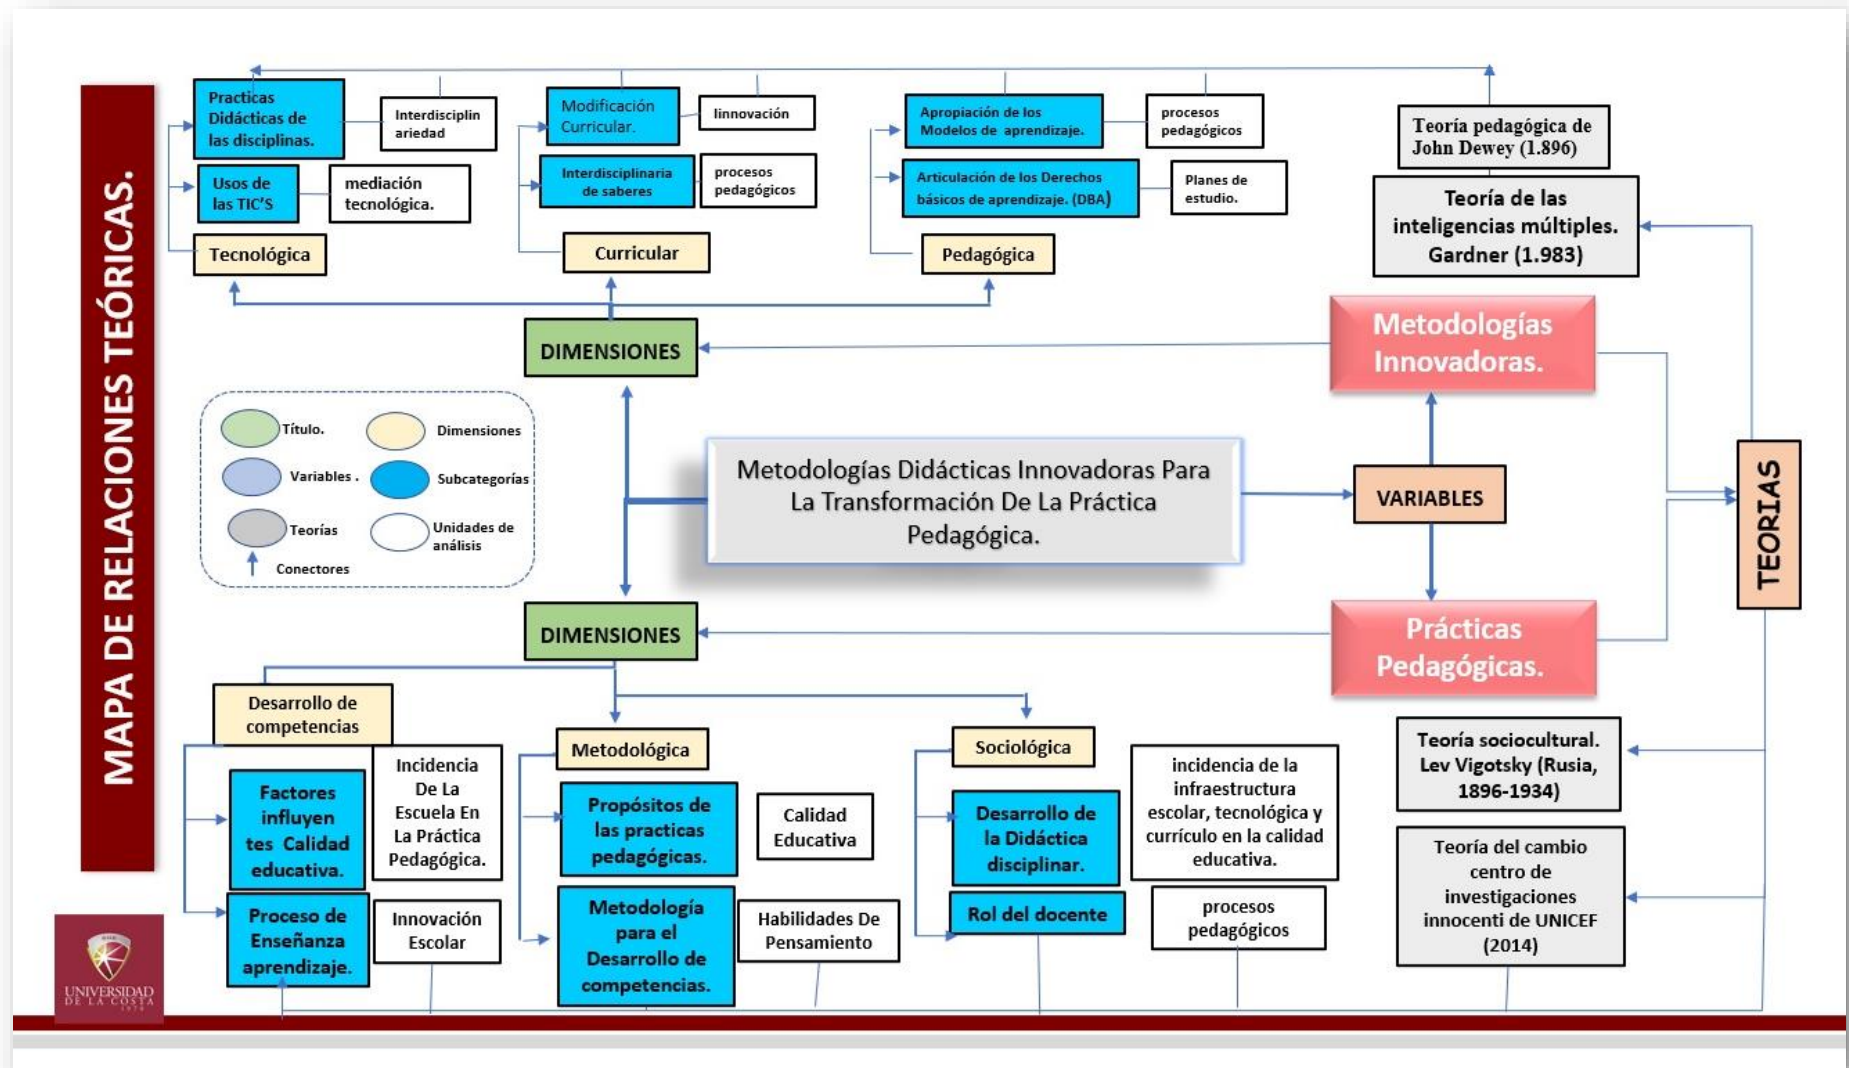 MAPA DE RELACIONES TEÓRICAS.
Practicas
Didácticas de
las disciplinas.
Interdisciplin
ariedad
Usos de
las TIC'S
mediación
tecnológica.
Tecnológica
Modificación
Curricular.
Iinnovación
Interdisciplinaria
de saberes
procesos
pedagógicos
Curricular
Apropiación de los
Modelos de aprendizaje.
procesos
pedagógicos
Articulación de los Derechos
básicos de aprendizaje. (DBA)
Planes de
estudio.
Pedagógica
Teoría pedagógica de
John Dewey (1.896)
Teoría de las
inteligencias múltiples.
Gardner (1.983)
DIMENSIONES
Metodologías
Innovadoras.
Título.
Dimensiones
Variables .
Subcategorías
Teorías
Unidades de
análisis
Conectores
Metodologías Didácticas Innovadoras Para
La Transformación De La Práctica
Pedagógica.
VARIABLES
TEORIAS
DIMENSIONES
Prácticas
Pedagógicas.
Desarrollo de
competencias
Factores
influyen
tes Calidad
educativa.
Incidencia
De La
Escuela En
La Práctica
Pedagógica.
Proceso de
Enseñanza
aprendizaje.
Innovación
Escolar
Metodológica
Propósitos de
las practicas
pedagógicas.
Calidad
Educativa
Metodología
para el
Desarrollo de
competencias.
Habilidades De
Pensamiento
Sociológica
Desarrollo de
la Didáctica
disciplinar.
incidencia de la
infraestructura
escolar, tecnológica y
currículo en la calidad
educativa.
Rol del docente
procesos
pedagógicos
Teoría sociocultural.
Lev Vigotsky (Rusia,
1896-1934)
Teoría del cambio
centro de
investigaciones
innocenti de UNICEF
(2014)
UNIVERSIDAD
DE LA COSTA
1970